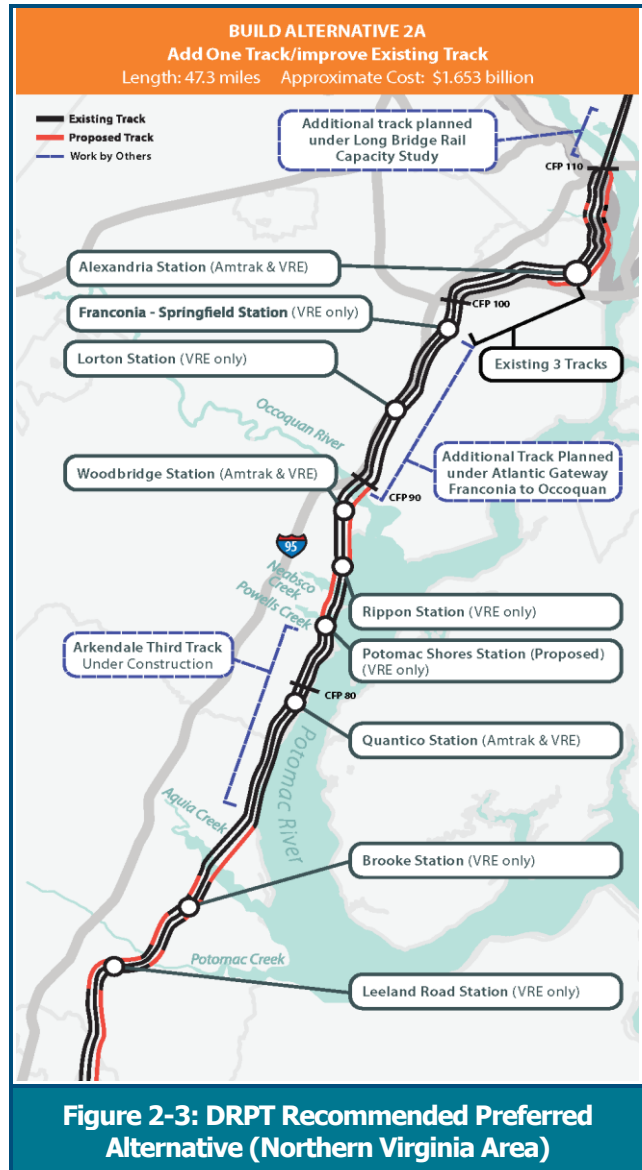 BUILD ALTERNATIVE 2A
Add One Track/improve Existing Track
Length: 47.3 miles Approximate Cost: $1.653 billion
Existing Track
Proposed Track
Work by Others
Additional track planned
under Long Bridge Rail
Capacity Study
CFP 110
Alexandria Station (Amtrak & VRE)
CFP 100
Franconia - Springfield Station (VRE only)
Lorton Station (VRE only)
Existing 3 Tracks
Occoquan River
Additional Track Planned
under Atlantic Gateway
Franconia to Occoquan
Woodbridge Station (Amtrak & VRE)
CFP 90
95
Neabsco
Creek
Powells Creek
Rippon Station (VRE only)
Arkendale Third Track
Under Construction
Potomac Shores Station (Proposed)
(VRE only)
CFP 80
Quantico Station (Amtrak & VRE)
Potomac River
Aquia Creek
Brooke Station (VRE only)
Potomac Creek
Leeland Road Station (VRE only)
Figure 2-3: DRPT Recommended Preferred
Alternative (Northern Virginia Area)